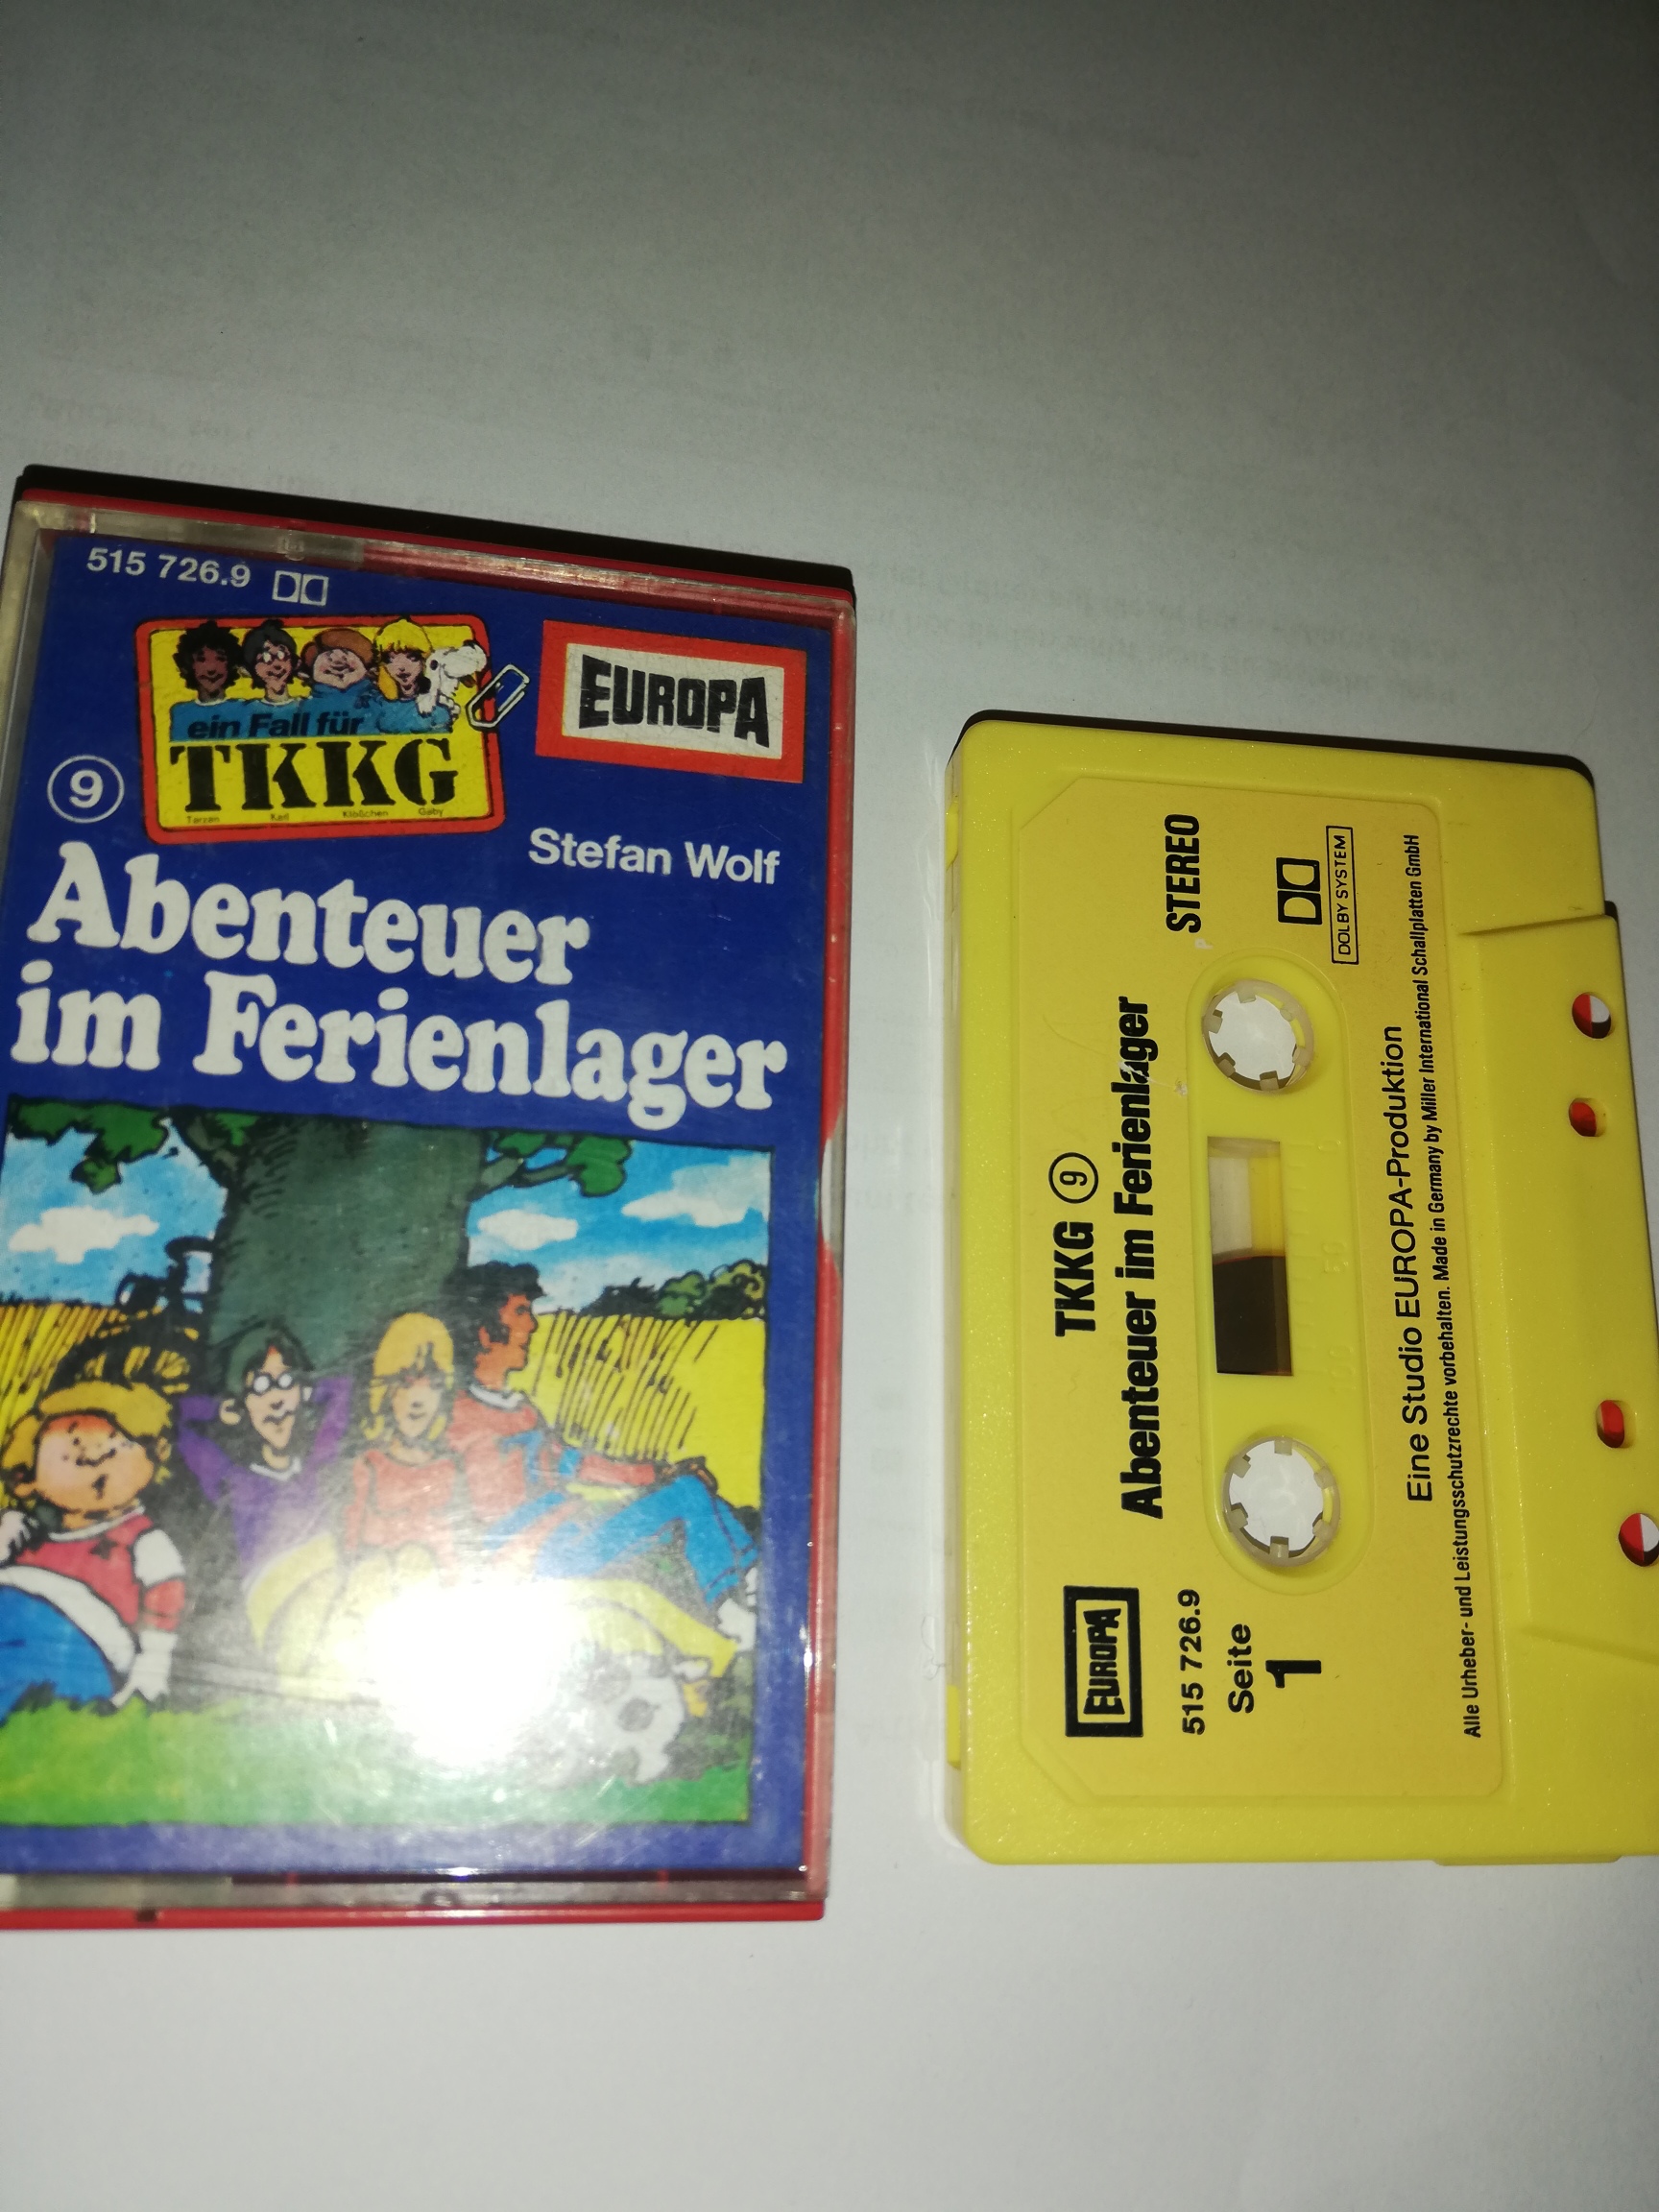 515 726.9
ein Fall für
TKKG
Tarzan Karl Klößchen Gaby
EUROPA
9
Stefan Wolf
Abenteuer
im Ferienlager
TKKG 9
Abenteuer im Ferienlager
STEREO
DOLBY SYSTEM
EUROPA
515 726.9
Seite
1
Eine Studio EUROPA-Produktion
Alle Urheber- und Leistungsschutzrechte vorbehalten. Made in Germany by Miller International Schallplatten GmbH